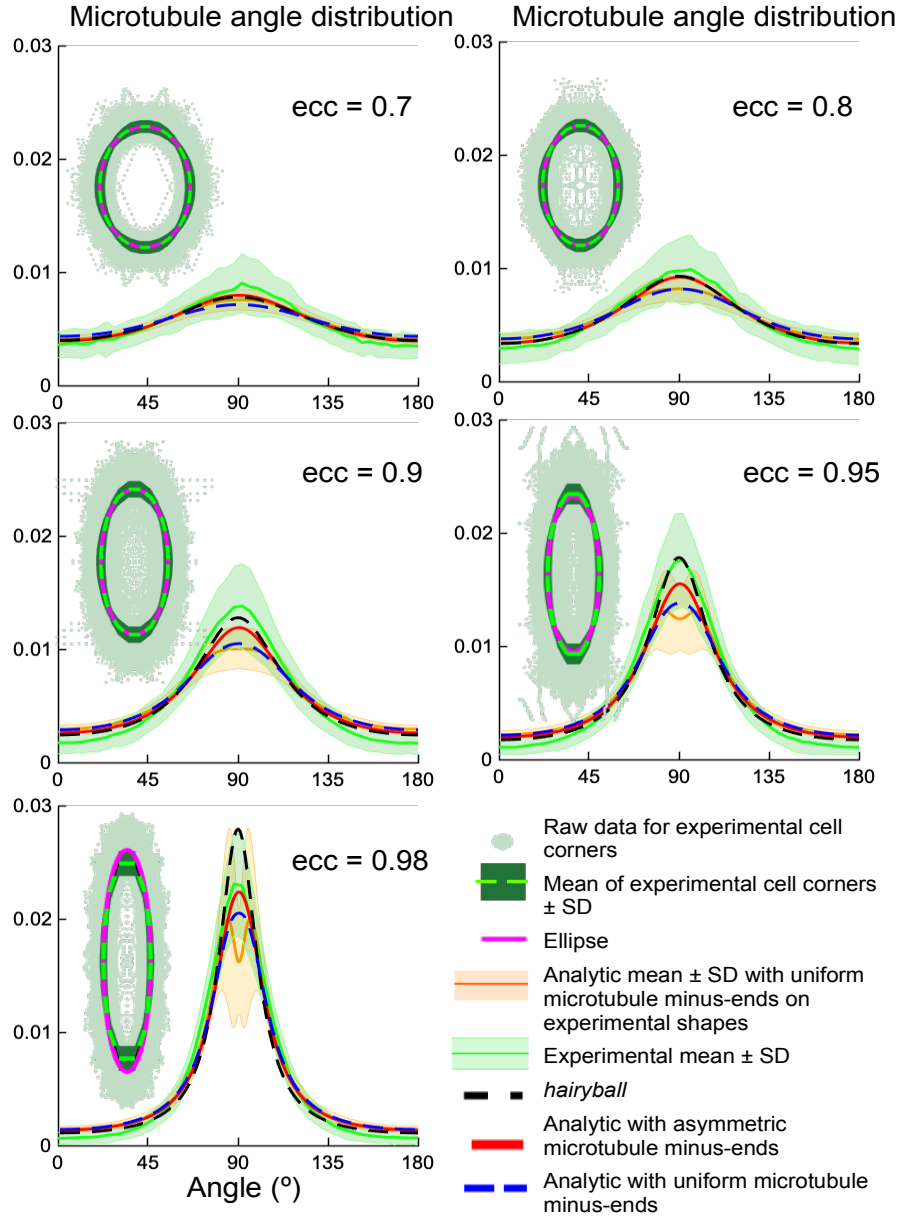 Microtubule angle distribution
Microtubule angle distribution
0.03
0.02
0.01
0
0
45
90
135
180
ecc = 0.7
0.03
0.02
0.01
0
0
45
90
135
180
ecc = 0.8
0.03
0.02
0.01
0
0
45
90
135
180
ecc = 0.9
0.03
0.02
0.01
0
0
45
90
135
180
ecc = 0.95
0.03
0.02
0.01
0
0
45
90
135
180
ecc = 0.98
Angle (º)
Raw data for experimental cell
corners
Mean of experimental cell corners
± SD
Ellipse
Analytic mean ± SD with uniform
microtubule minus-ends on
experimental shapes
Experimental mean ± SD
hairyball
Analytic with asymmetric
microtubule minus-ends
Analytic with uniform microtubule
minus-ends